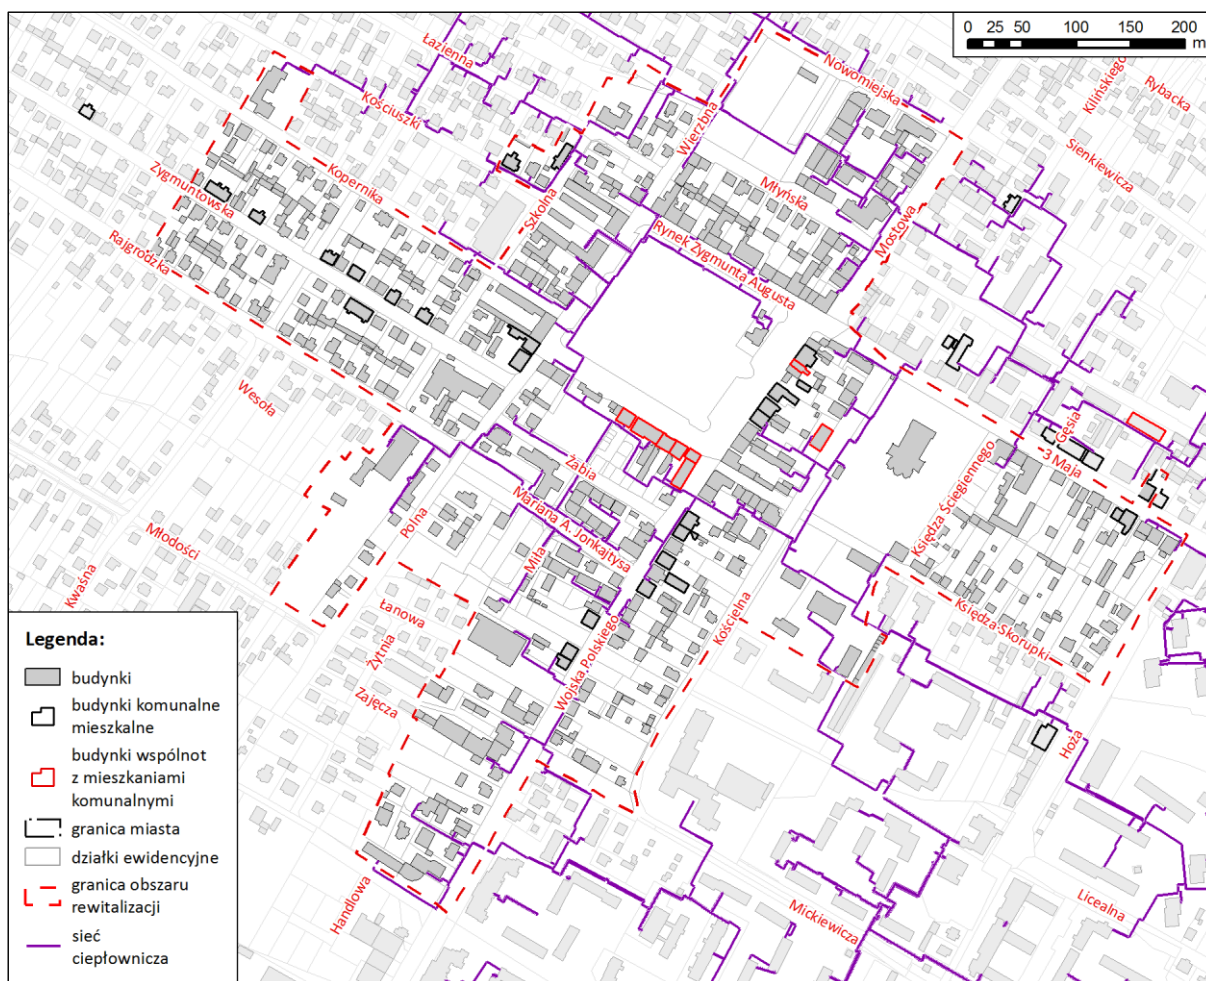 0 25 50 100 150 200
m
Łazienna
Nowomiejska
Kilińskiego
Rybacka
Kościuszki
Wierzbna
Sienkiewicza
Zygmuntowska
Kopernika
Szkolna
Młyńska
Mostowa
Rajgrodzka
Rynek Zygmunta Augusta
Wesoła
Gęsia
3 Maja
Żabia
Księdza Ściegiennego
Młodości
Polna
Mariana A. Jonkajtysa
Miła
Kwaśna
Łanowa
Żytnia
Zajęcza
Wojska Polskiego
Kościelna
Księdza Skorupki
Hoża
Handlowa
Mickiewicza
Licealna
Legenda:
budynki
budynki komunalne
mieszkalne
budynki wspólnot
z mieszkaniami
komunalnymi
granica miasta
działki ewidencyjne
granica obszaru
rewitalizacji
sieć
ciepłownicza